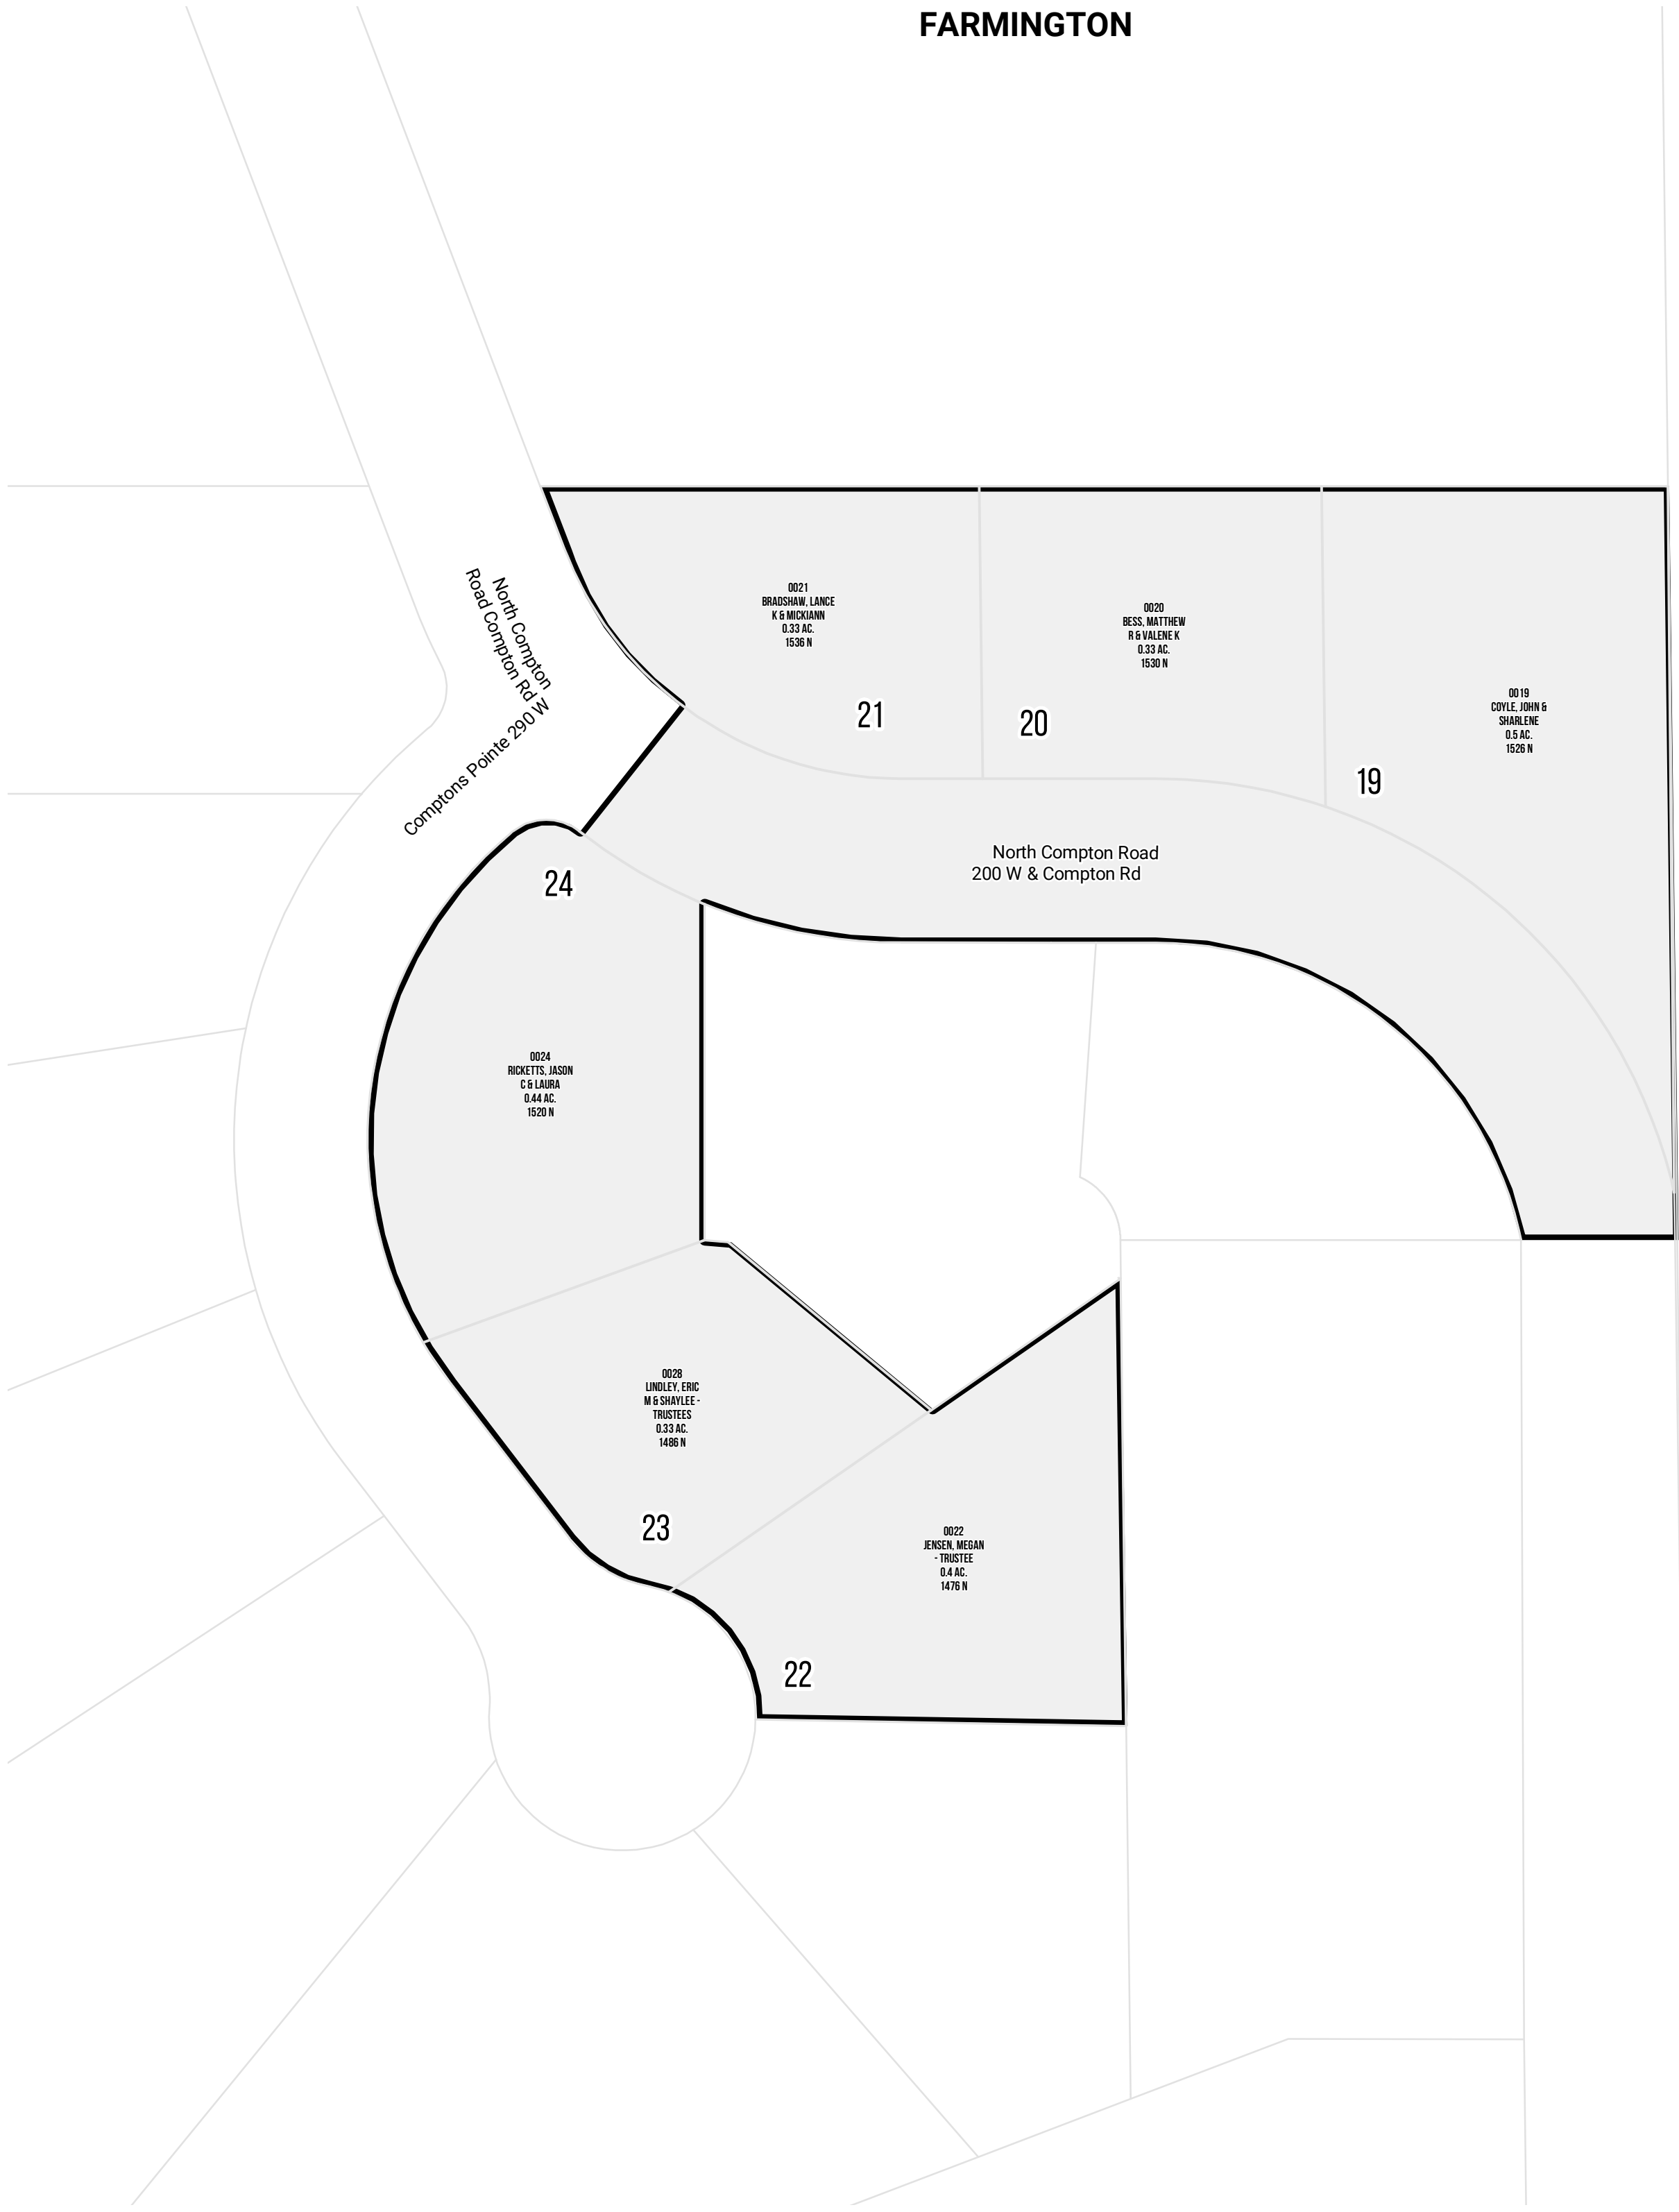 FARMINGTON
North Compton
Road Compton Rd
Comptons Pointe 290 W
0021
BRADSHAW, LANCE
K & MICKIANN
0.33 AC.
1536 N
21
0020
BESS, MATTHEW
R & VALENE K
0.33 AC.
1530 N
20
0019
COYLE, JOHN &
SHARLENE
0.5 AC.
1526 N
19
North Compton Road
200 W & Compton Rd
24
0024
RICKETTS, JASON
C & LAURA
0.44 AC.
1520 N
0028
LINDLEY, ERIC
M & SHAYLEE -
TRUSTEES
0.33 AC.
1486 N
23
0022
JENSEN, MEGAN
- TRUSTEE
0.4 AC.
1476 N
22